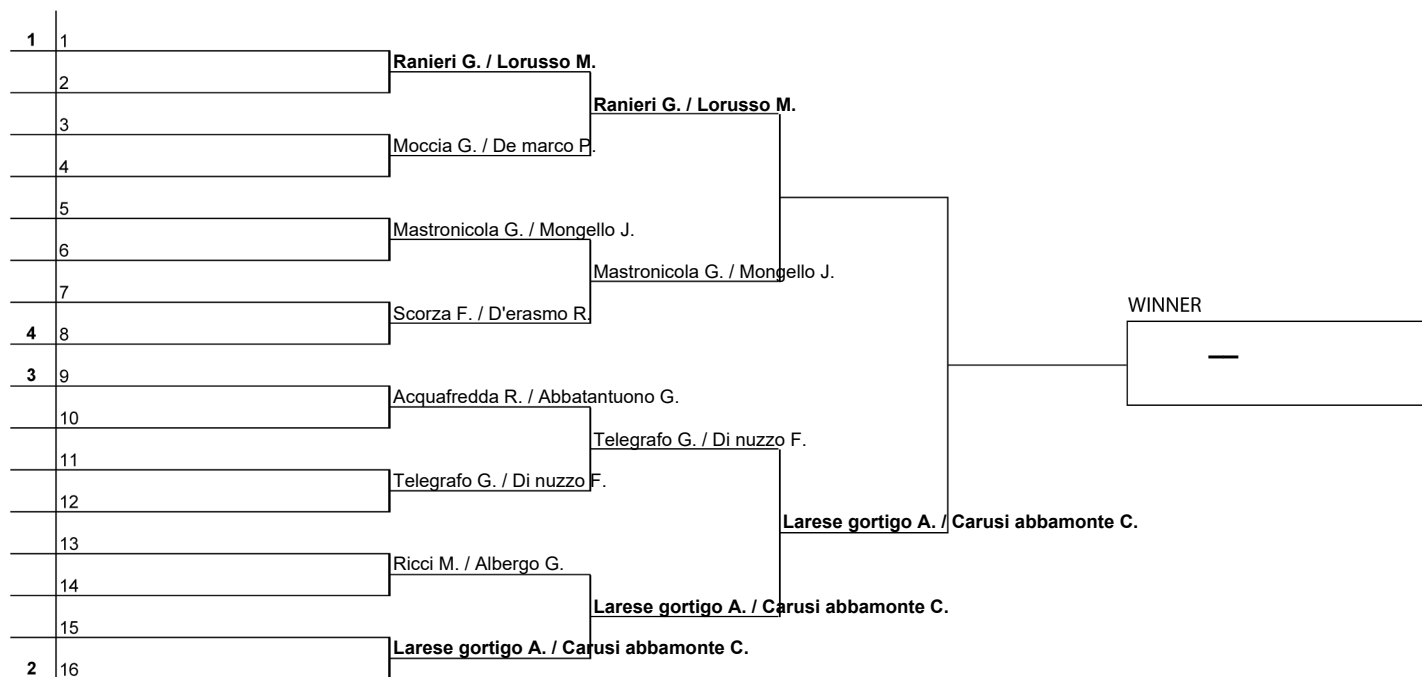 1 1
Ranieri G. / Lorusso M.
2
Ranieri G. / Lorusso M.
3
Moccia G. / De marco P.
4
5
Mastronicola G. / Mongello J.
6
Mastronicola G. / Mongello J.
7
WINNER
Scorza F. / D'erasmo R.
4 8
—
3 9
Acquafredda R. / Abbatantuono G.
10
Telegrafo G. / Di nuzzo F.
11
Telegrafo G. / Di nuzzo F.
12
Larese gortigo A. / Carusi abbamonte C.
13
Ricci M. / Albergo G.
14
Larese gortigo A. / Carusi abbamonte C.
15
Larese gortigo A. / Carusi abbamonte C.
2 16